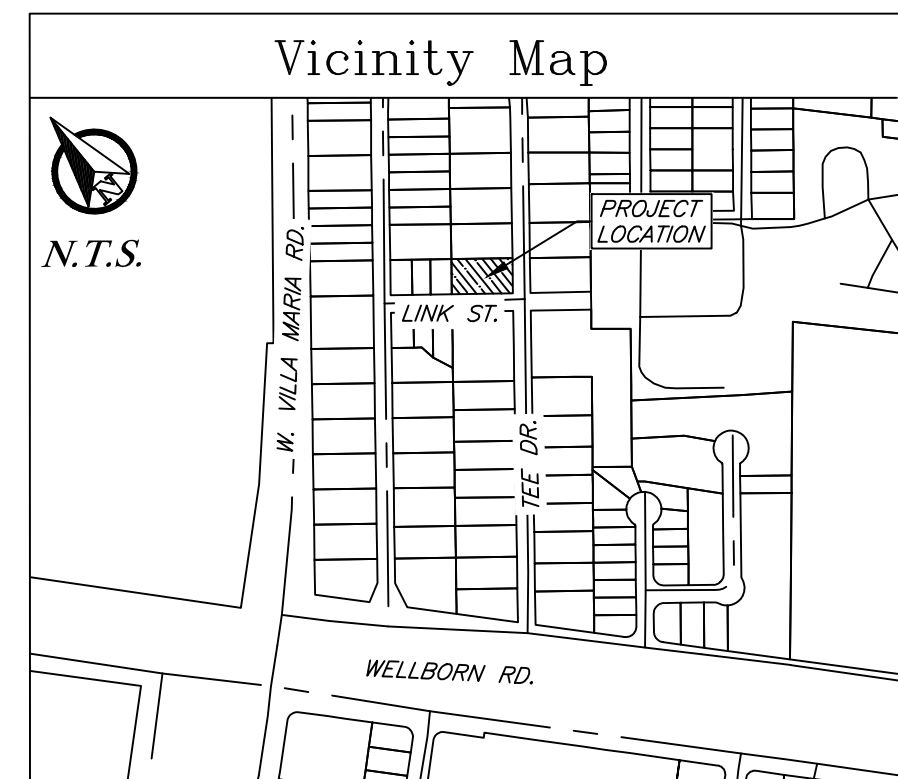 Vicinity Map
N
N.T.S.
PROJECT
LOCATION
W. VILLA MARIA RD.
LINK ST.
TEE DR.
WELLBORN RD.